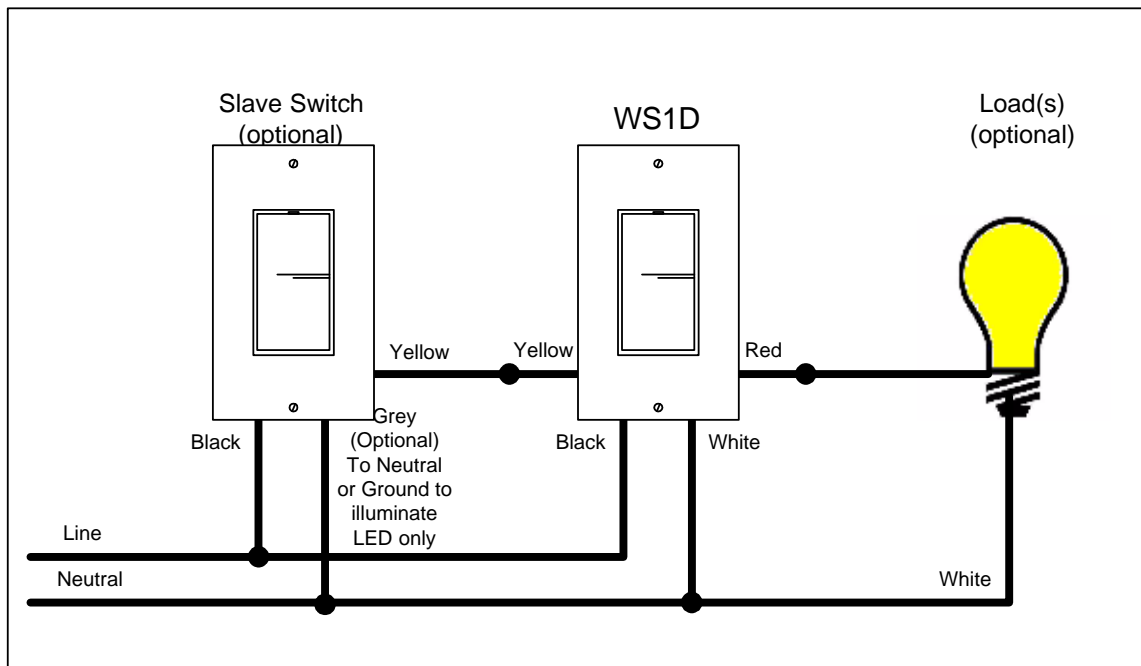 Slave Switch
(optional)
WS1D
Load(s)
(optional)
Yellow
Yellow
Red
Black
Grey
(Optional)
To Neutral
or Ground to
illuminate
LED only
Black
White
Line
Neutral
White